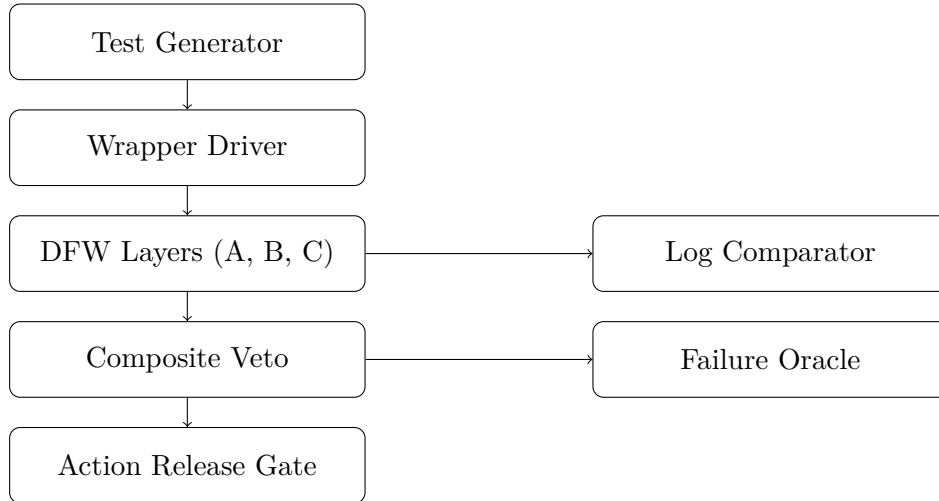 Test Generator
Wrapper Driver
DFW Layers (A, B, C)
Log Comparator
Composite Veto
Failure Oracle
Action Release Gate